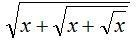 √(x + √(x + √x))